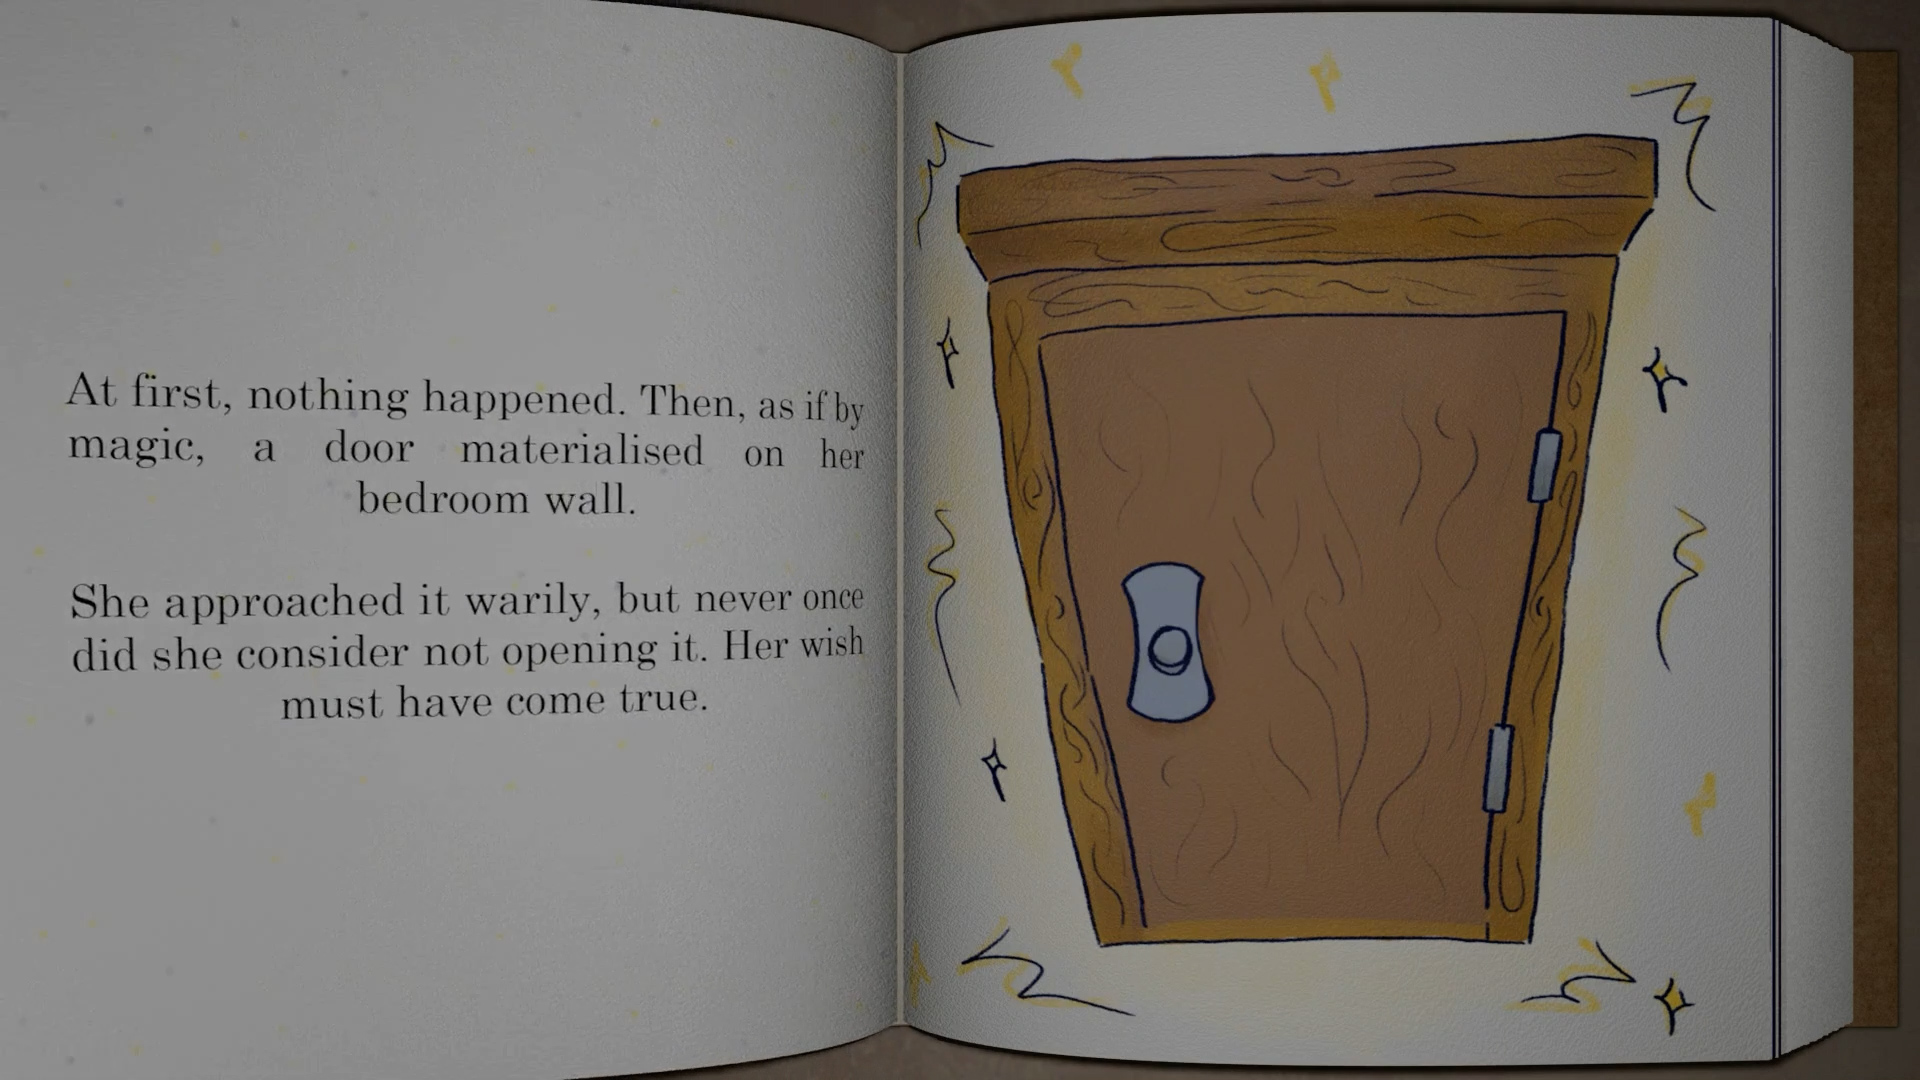 At first, nothing happened. Then, as if by
magic, a door materialised on her
bedroom wall.
She approached it warily, but never once
did she consider not opening it. Her wish
must have come true.